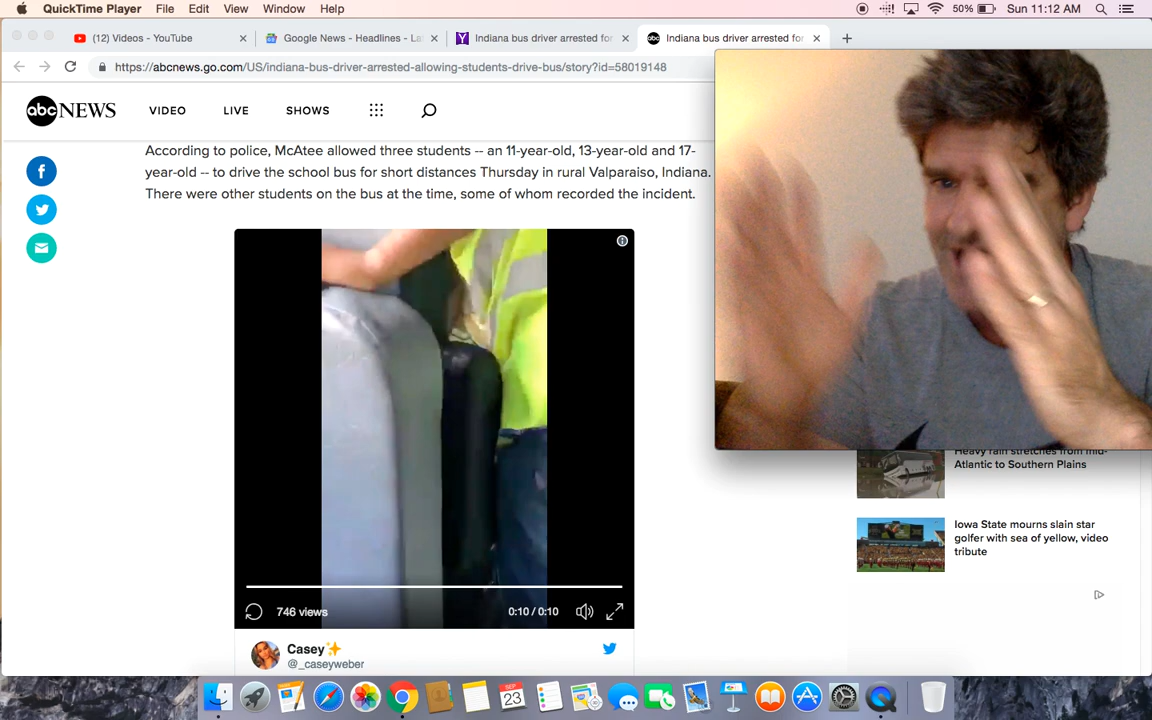 QuickTime Player File Edit View Window Help 50% Sun 11:12 AM
(12) Videos - YouTube
Google News - Headlines - La
Indiana bus driver arrested for
Indiana bus driver arrested for
https://abcnews.go.com/US/indiana-bus-driver-arrested-allowing-students-drive-bus/story?id=58019148
abc NEWS VIDEO LIVE SHOWS
According to police, McAtee allowed three students -- an 11-year-old, 13-year-old and 17-
year-old -- to drive the school bus for short distances Thursday in rural Valparaiso, Indiana.
There were other students on the bus at the time, some of whom recorded the incident.
746 views 0:10 / 0:10
Casey✨
@_caseyweber
Heavy rain stretches from mid-
Atlantic to Southern Plains
Iowa State mourns slain star
golfer with sea of yellow, video
tribute
SEP
23